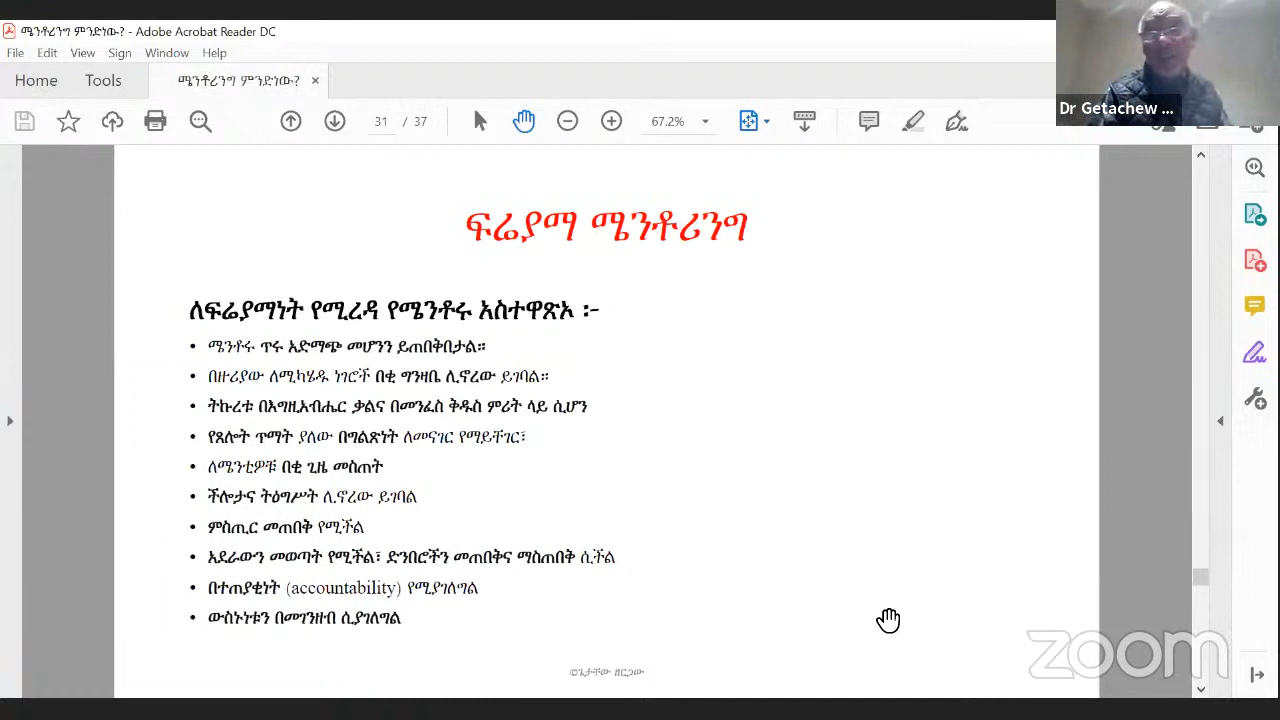 ሜንቶሪንግ ምንድነው? - Adobe Acrobat Reader DC
File Edit View Sign Window Help
Home Tools ሜንቶሪንግ ምንድነው? ×
31 / 37 67.2%
Dr Getachew ...
ፍሬያማ ሜንቶሪንግ
ለፍሬያማነት የሚረዳ የሜንቶሩ አስተዋጽኦ ፡-
• ሜንቶሩ ጥሩ አድማጭ መሆንን ይጠበቅበታል።
• በዙሪያው ለሚካሄዱ ነገሮች በቂ ግንዛቤ ሊኖረው ይገባል።
• ትኩረቱ በእግዚአብሔር ቃልና በመንፈስ ቅዱስ ምሪት ላይ ሲሆን
• የጸሎት ጥማት ያለው በግልጽነት ለመናገር የማይቸገር፣
• ለሜንቲዎቹ በቂ ጊዜ መስጠት
• ችሎታና ትዕግሥት ሊኖረው ይገባል
• ምስጢር መጠበቅ የሚችል
• አደራውን መወጣት የሚችል፣ ድንበሮችን መጠበቅና ማስጠበቅ ሲችል
• በተጠያቂነት (accountability) የሚያገለግል
• ውስኑነቱን በመገንዘብ ሲያገለግል
©ጌታቸው ዘርጋው
zoom